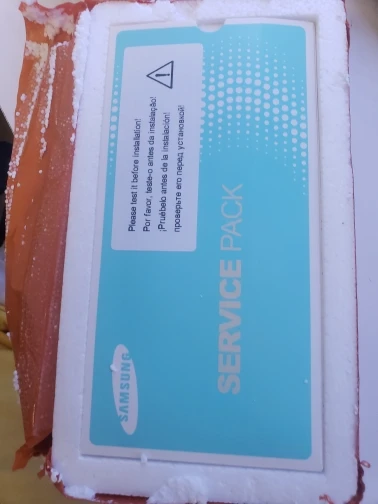 Please test it before installation!
Por favor, teste-o antes da instalação!
¡Pruébelo antes de la instalación!
проверьте его перед установкой!
SERVICE PACK
SAMSUNG